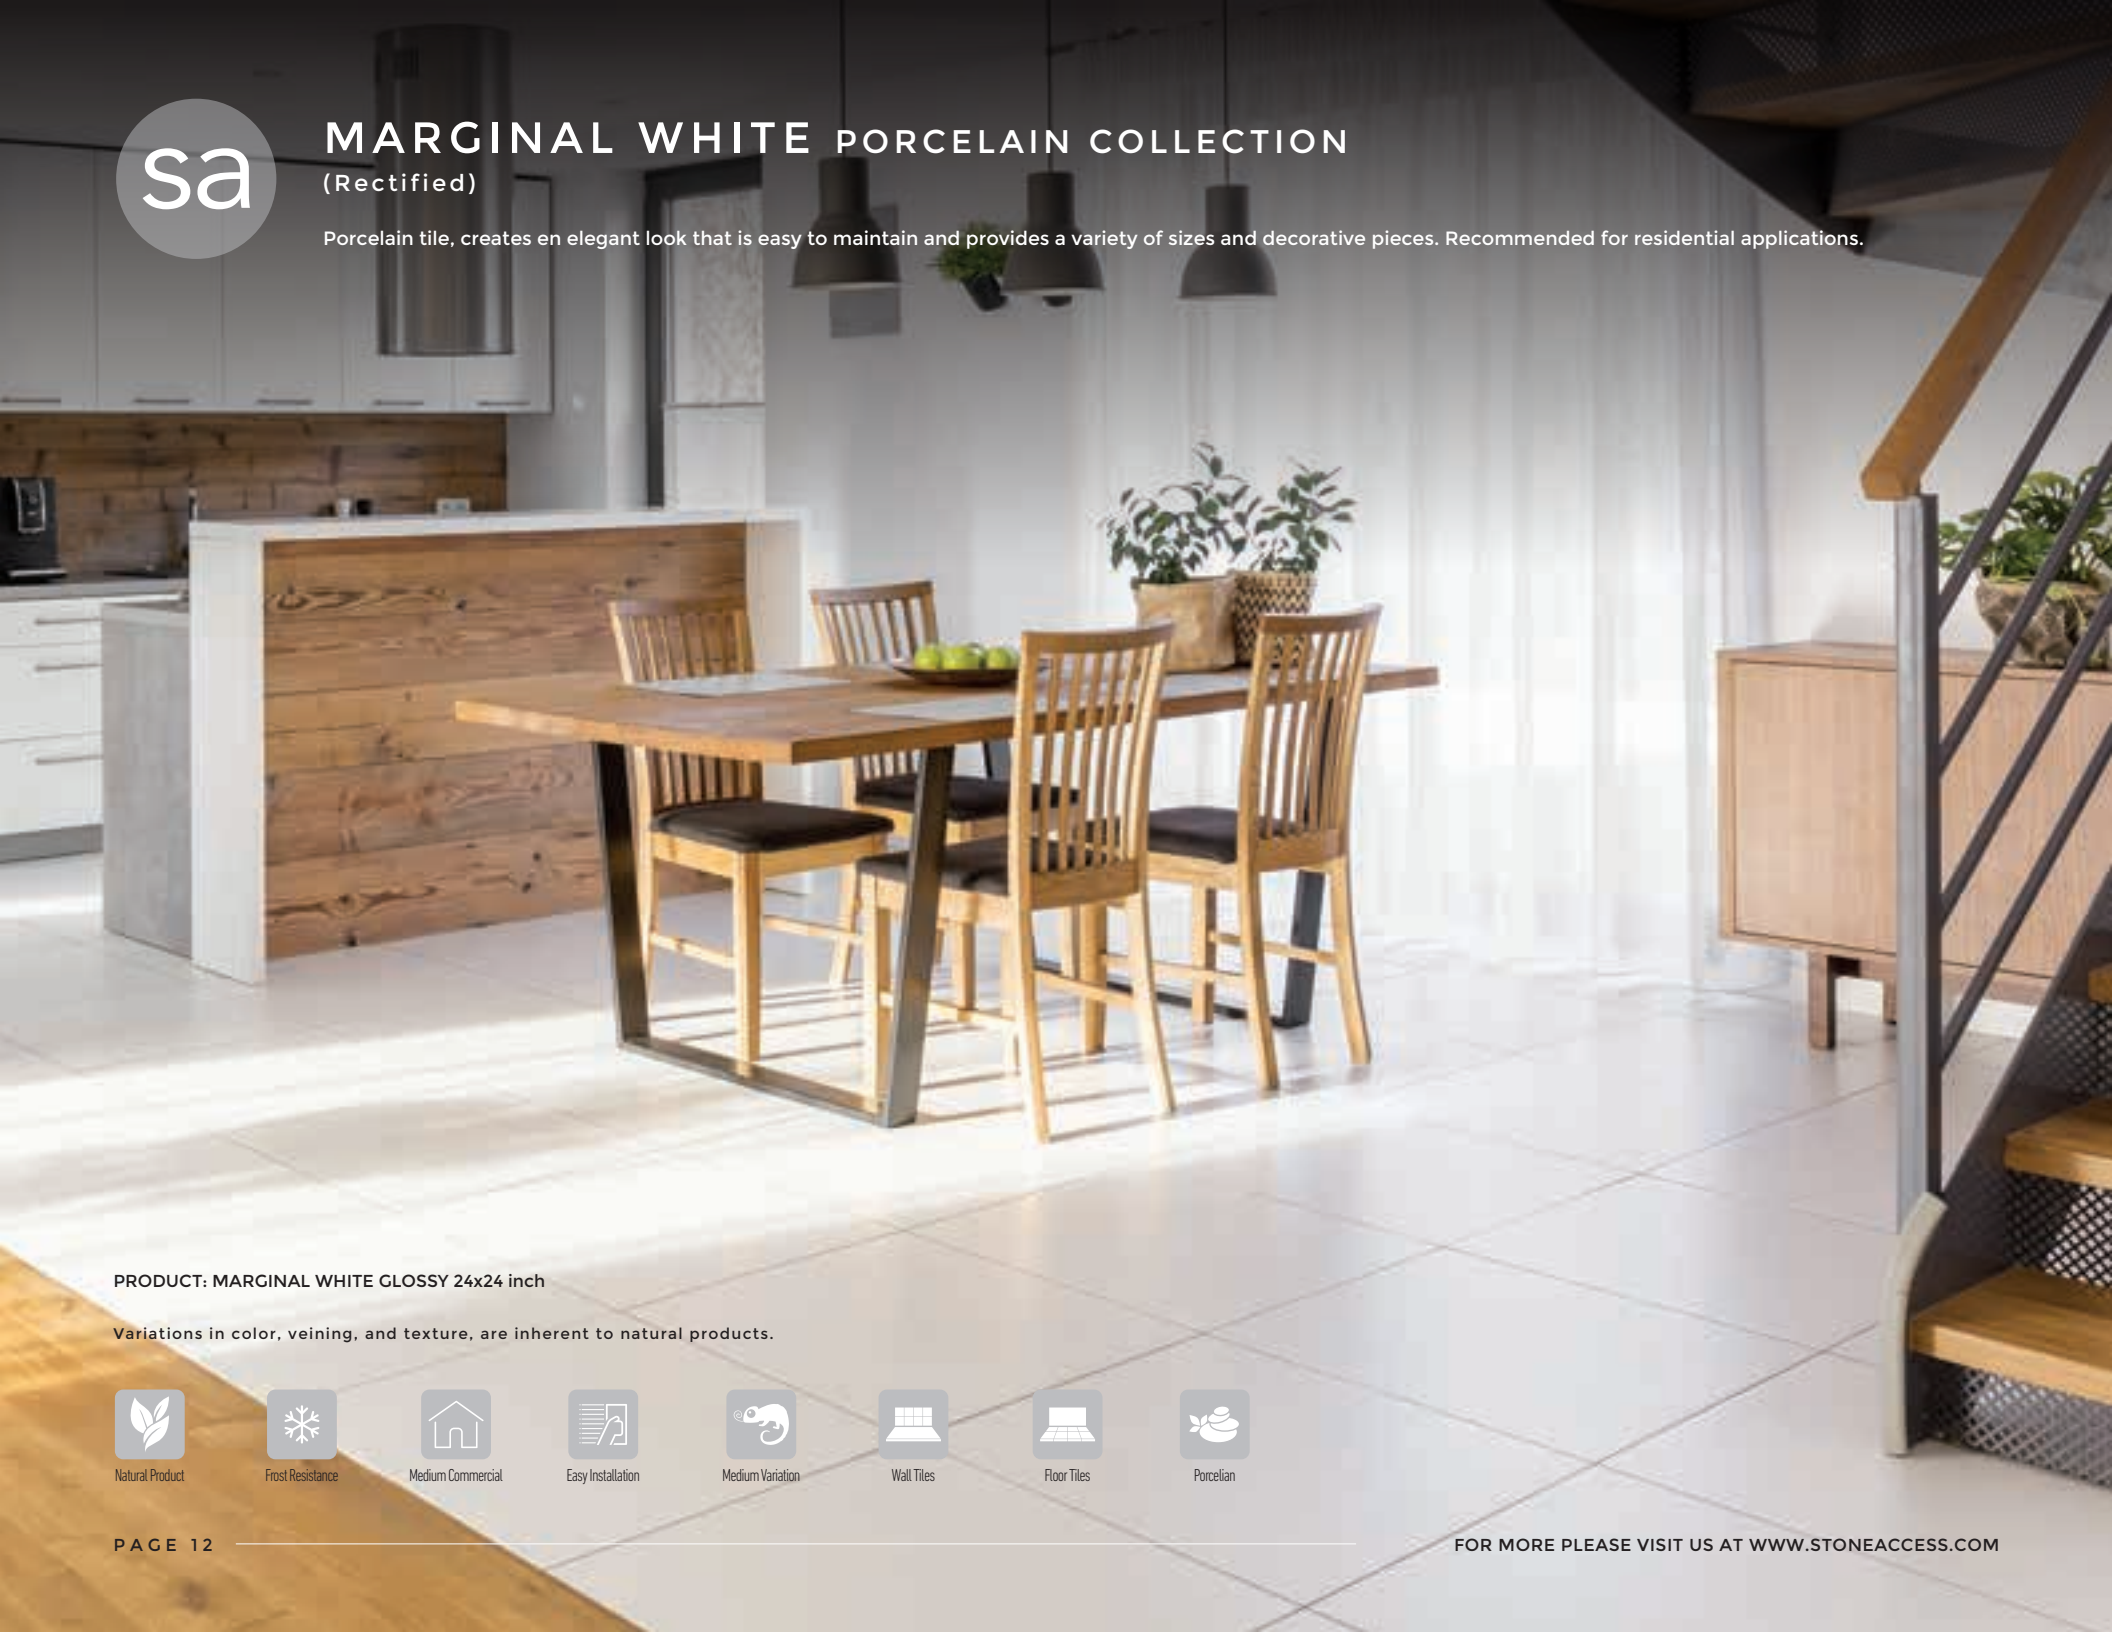 sa
MARGINAL WHITE PORCELAIN COLLECTION
(Rectified)
Porcelain tile, creates en elegant look that is easy to maintain and provides a variety of sizes and decorative pieces. Recommended for residential applications.
PRODUCT: MARGINAL WHITE GLOSSY 24x24 inch
Variations in color, veining, and texture, are inherent to natural products.
Natural Product Frost Resistance Medium Commercial Easy Installation Medium Variation Wall Tiles Floor Tiles Porcelian
PAGE 12 FOR MORE PLEASE VISIT US AT WWW.STONEACCESS.COM